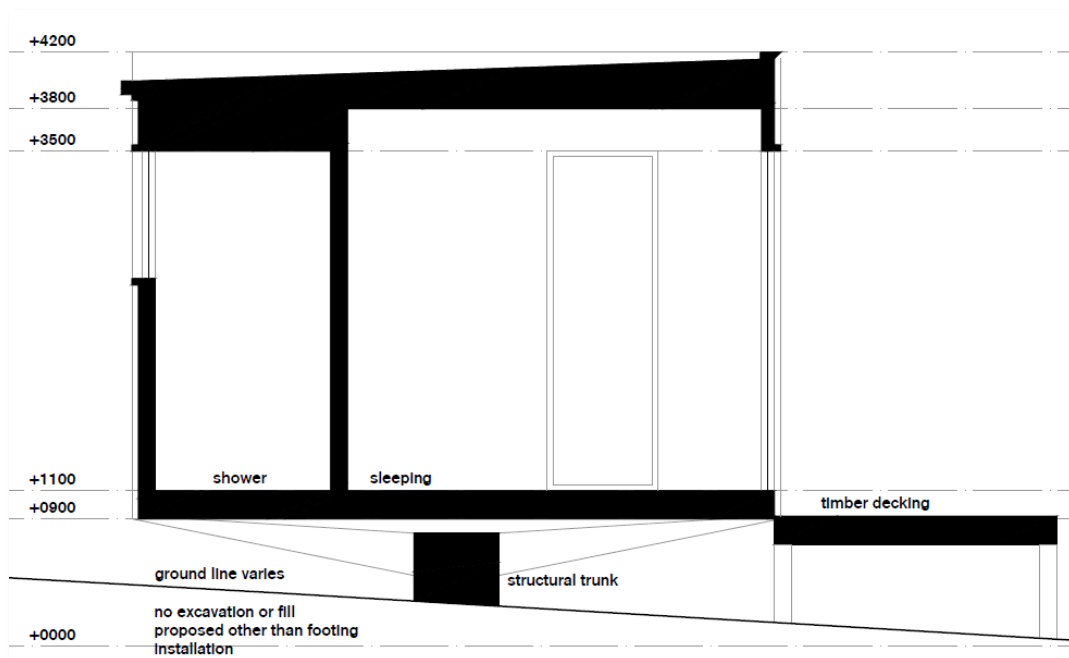 +4200
+3800
+3500
+1100
shower
sleeping
+0900
timber decking
ground line varies
structural trunk
no excavation or fill
proposed other than footing
installation
+0000